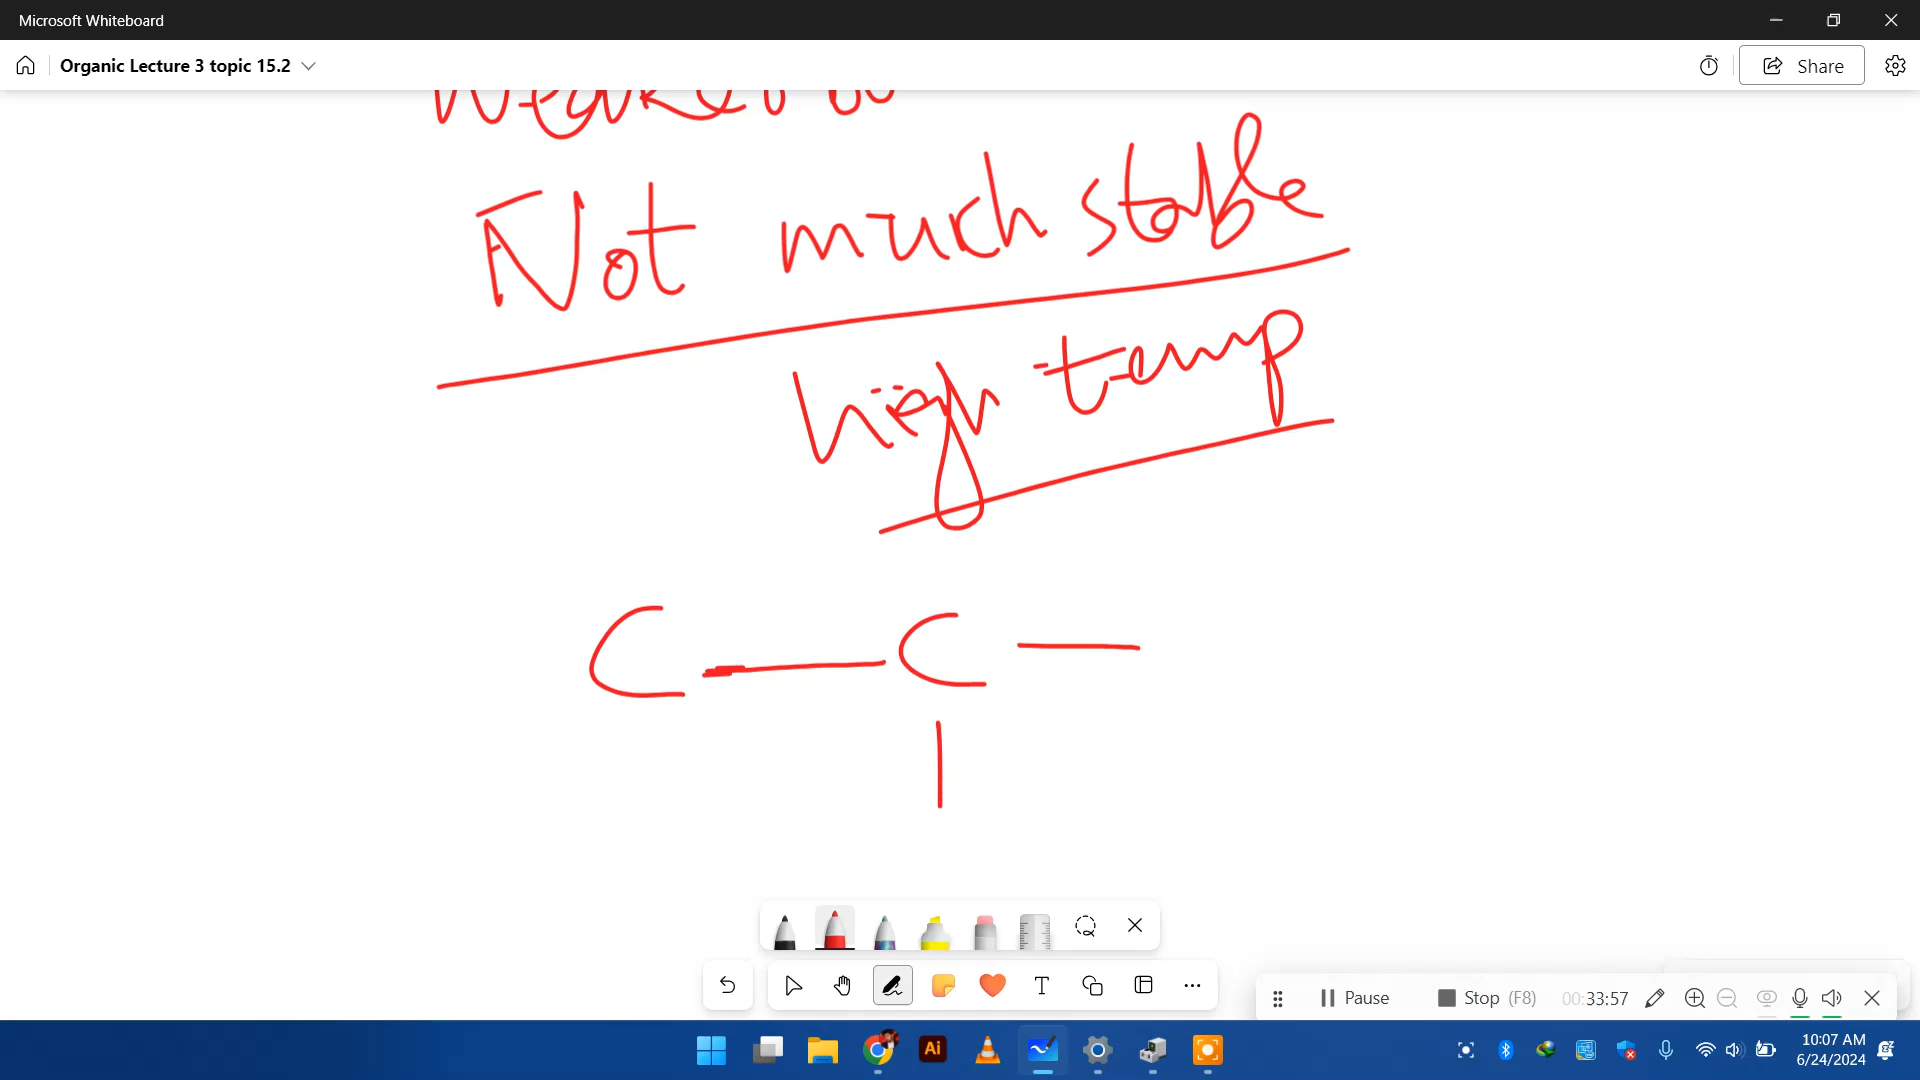 Microsoft Whiteboard
Organic Lecture 3 topic 15.2
Share
Not much stable
high temp
C — C —
Pause
Stop (F8)
00:33:57
Ai
10:07 AM
6/24/2024